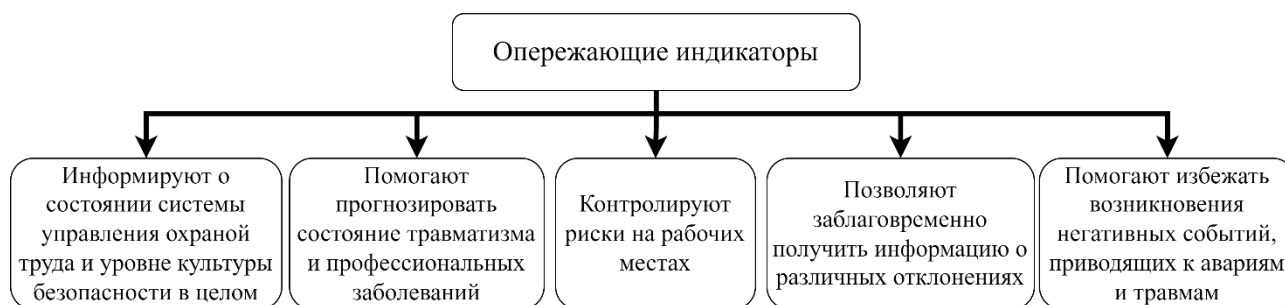 Опережающие индикаторы
Информируют о
состоянии системы
управления охраной
труда и уровне культуры
безопасности в целом
Помогают
прогнозировать
состояние травматизма
и профессиональных
заболеваний
Контролируют
риски на рабочих
местах
Позволяют
заблаговременно
получить информацию о
различных отклонениях
Помогают избежать
возникновения
негативных событий,
приводящих к авариям
и травмам